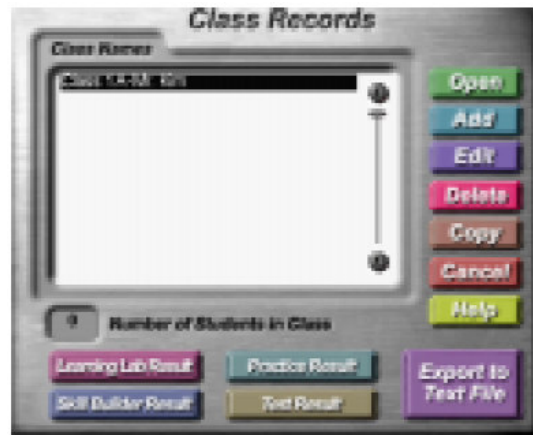 Class Records
Class Names
Open
Add
Edit
Delete
Copy
Cancel
Help
Number of Students in Class
Learning Lab Result
Practice Result
Skill Builder Result
Test Result
Export to
Text File